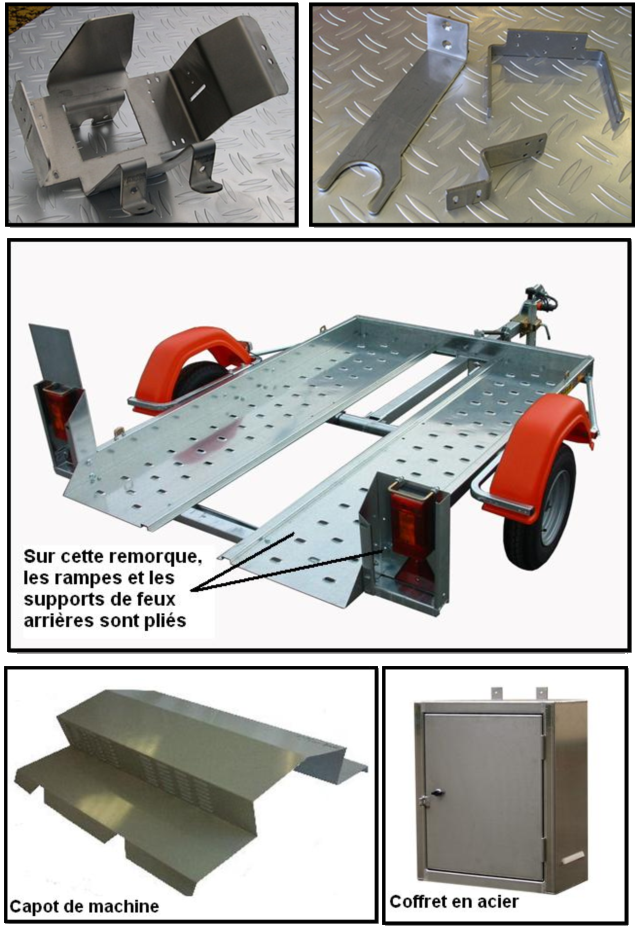 Sur cette remorque,
les rampes et les
supports de feux
arrières sont pliés
Capot de machine
Coffret en acier